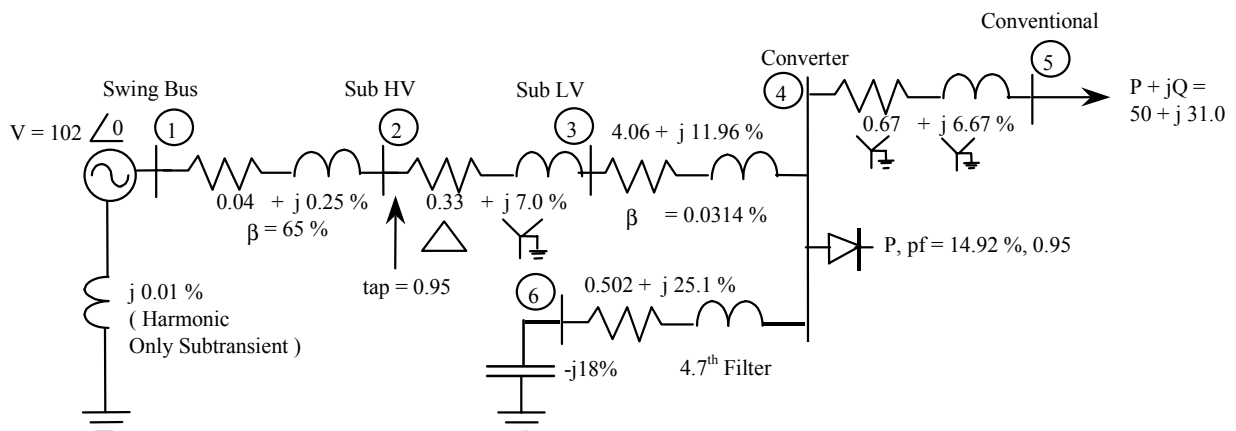 Conventional
5
Converter
4
P + jQ =
50 + j 31.0
0.67 + j 6.67 %
Swing Bus
V = 102 ∠0
1
Sub HV
2
Sub LV
3
4.06 + j 11.96 %
0.04 + j 0.25 %
β = 65 %
0.33 + j 7.0 %
β = 0.0314 %
tap = 0.95
P, pf = 14.92 %, 0.95
6
0.502 + j 25.1 %
j 0.01 %
( Harmonic
Only Subtransient )
-j18%
4.7th Filter